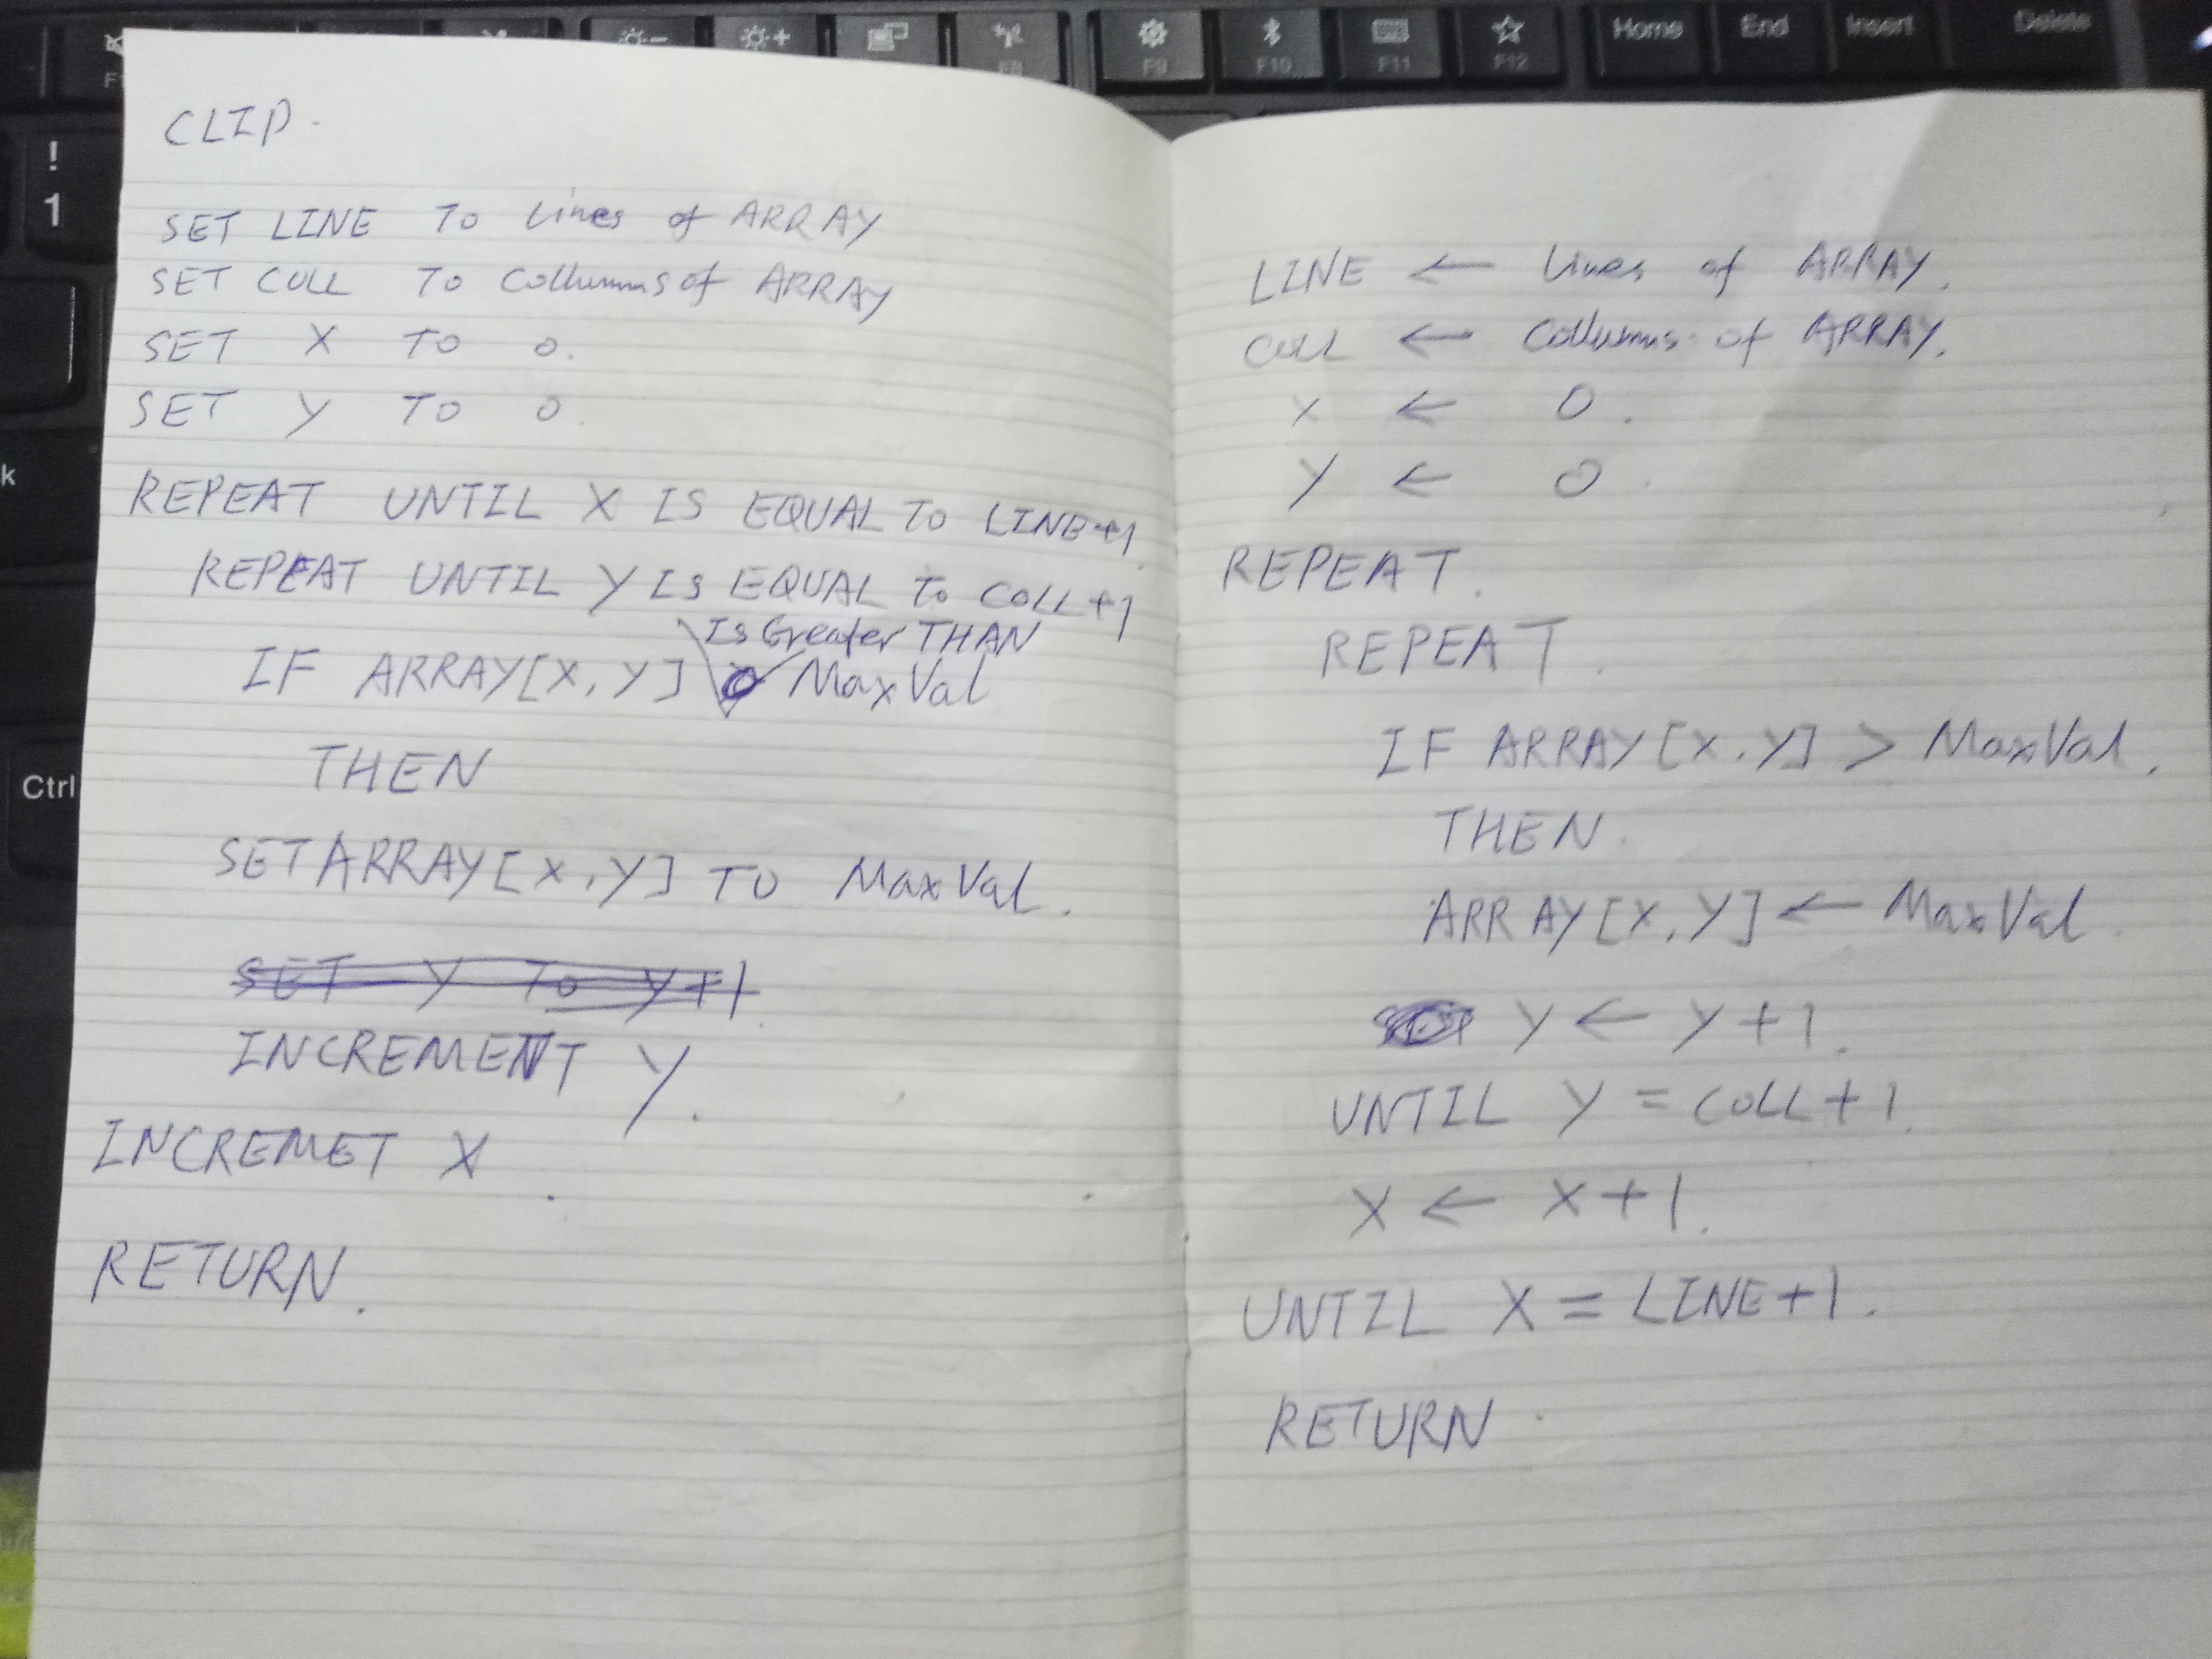 F9
F10
F11
F12
Home
End
Insert
Delete
!
1
k
Ctrl
CLIP.
SET LINE TO Lines of ARRAY
SET COLL TO Collumns of ARRAY
SET X TO 0.
SET Y TO 0.
REPEAT UNTIL X IS EQUAL TO LINE+1
REPEAT UNTIL Y IS EQUAL To COLL+1
Is Greater THAN
IF ARRAY[X,Y] MaxVal
THEN
SET ARRAY[X,Y] TO MaxVal.
SET Y To Y+1
INCREMENT Y.
INCREMET X.
RETURN.
LINE ← Lines of ARRAY.
COLL ← Collumns of ARRAY.
X ← 0.
Y ← 0.
REPEAT.
REPEAT.
IF ARRAY[X.Y] > MaxVal.
THEN.
ARRAY[X,Y] ← MaxVal.
Y ← Y+1.
UNTIL Y = COLL+1.
X ← X+1.
UNTIL X = LINE+1.
RETURN.